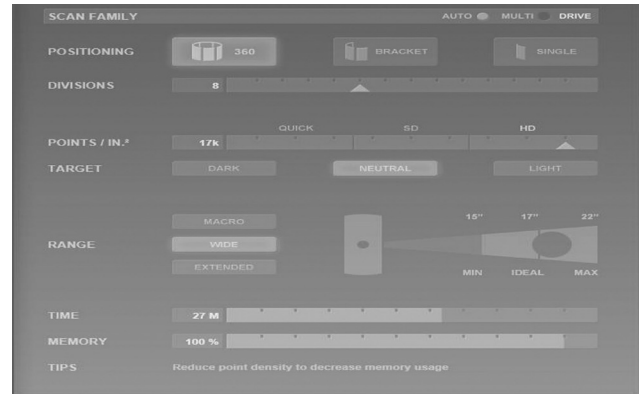 SCAN FAMILY AUTO MULTI DRIVE
POSITIONING 360 BRACKET SINGLE
DIVISIONS 8
QUICK SD HD
POINTS / IN.² 17k
TARGET DARK NEUTRAL LIGHT
MACRO
15" 17" 22"
RANGE WIDE
EXTENDED
MIN IDEAL MAX
TIME 27 M
MEMORY 100 %
TIPS Reduce point density to decrease memory usage